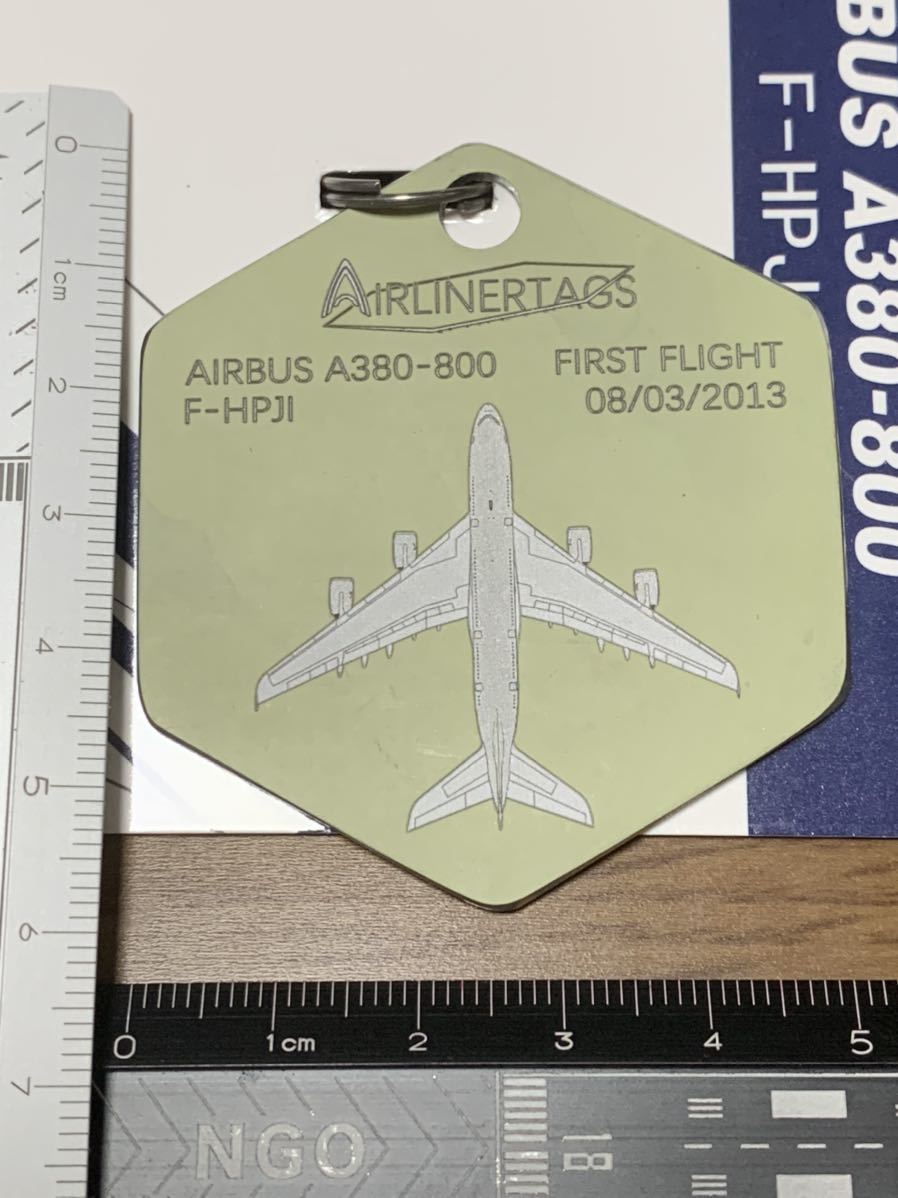 AIRLINERTAGS
AIRBUS A380-800
F-HPJI
FIRST FLIGHT
08/03/2013
BUS A380-800
F-HPJ
0
1cm
2
3
4
5
6
7
0 1cm 2 3 4 5
NGO
18